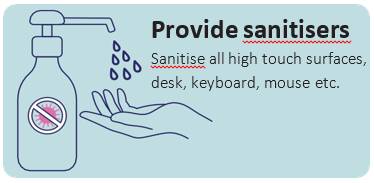 Provide sanitisers
Sanitise all high touch surfaces,
desk, keyboard, mouse etc.